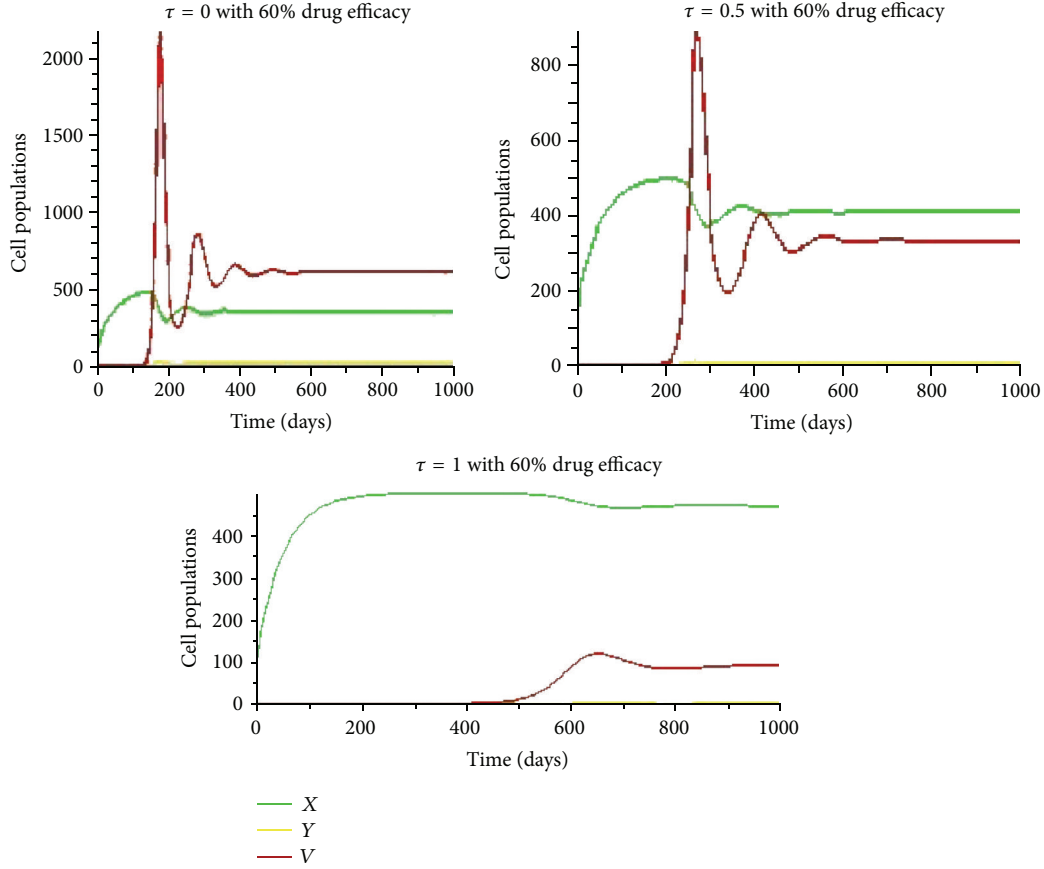 τ = 0 with 60% drug efficacy
2000
1500
1000
500
0
Cell populations
0 200 400 600 800 1000
Time (days)
τ = 0.5 with 60% drug efficacy
800
600
400
200
0
Cell populations
0 200 400 600 800 1000
Time (days)
τ = 1 with 60% drug efficacy
400
300
200
100
0
Cell populations
0 200 400 600 800 1000
Time (days)
X
Y
V